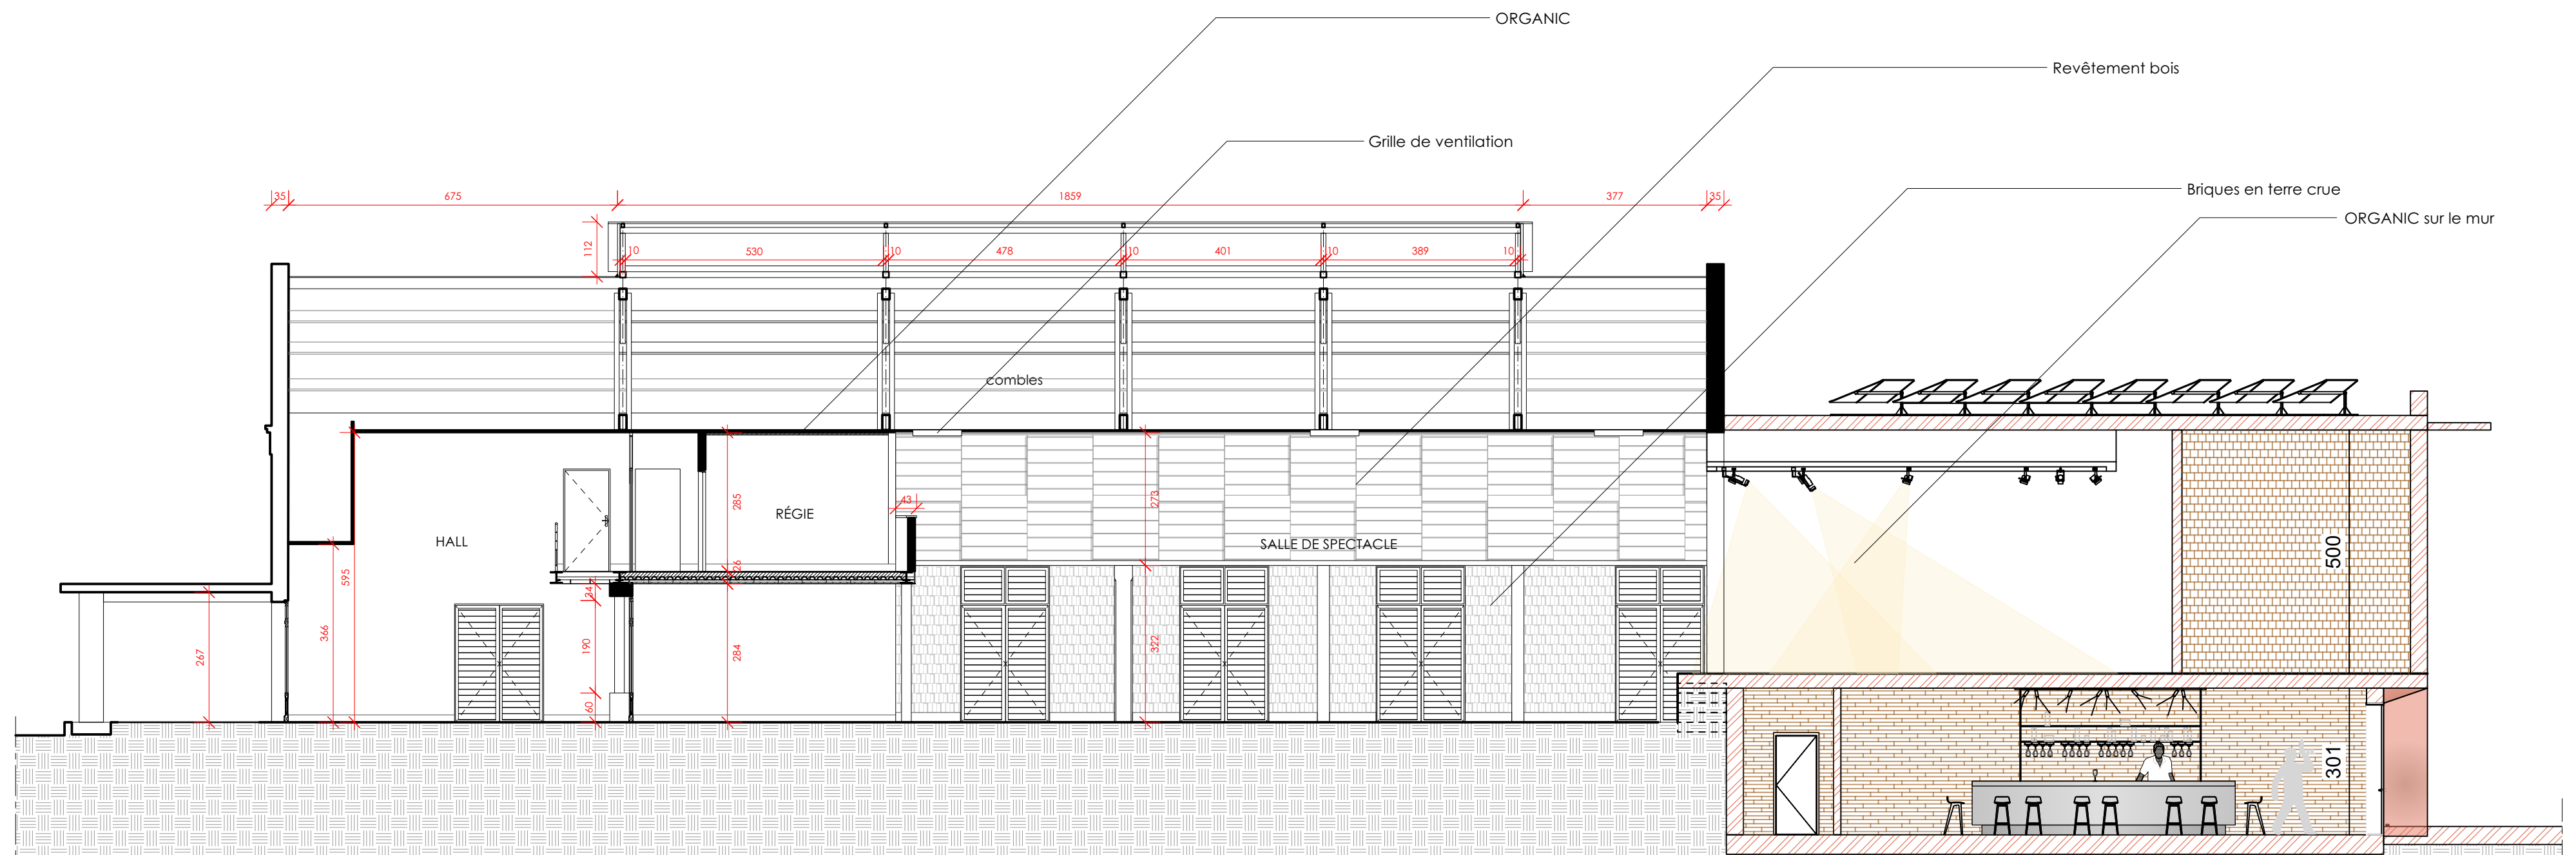 ORGANIC
Revêtement bois
Grille de ventilation
Briques en terre crue
ORGANIC sur le mur
35 675 1859 377 35
112
10 530 10 478 10 401 10 389 10
combles
43
273
285
RÉGIE
HALL
SALLE DE SPECTACLE
500
26
595
34
366
190
322
267
284
60
301